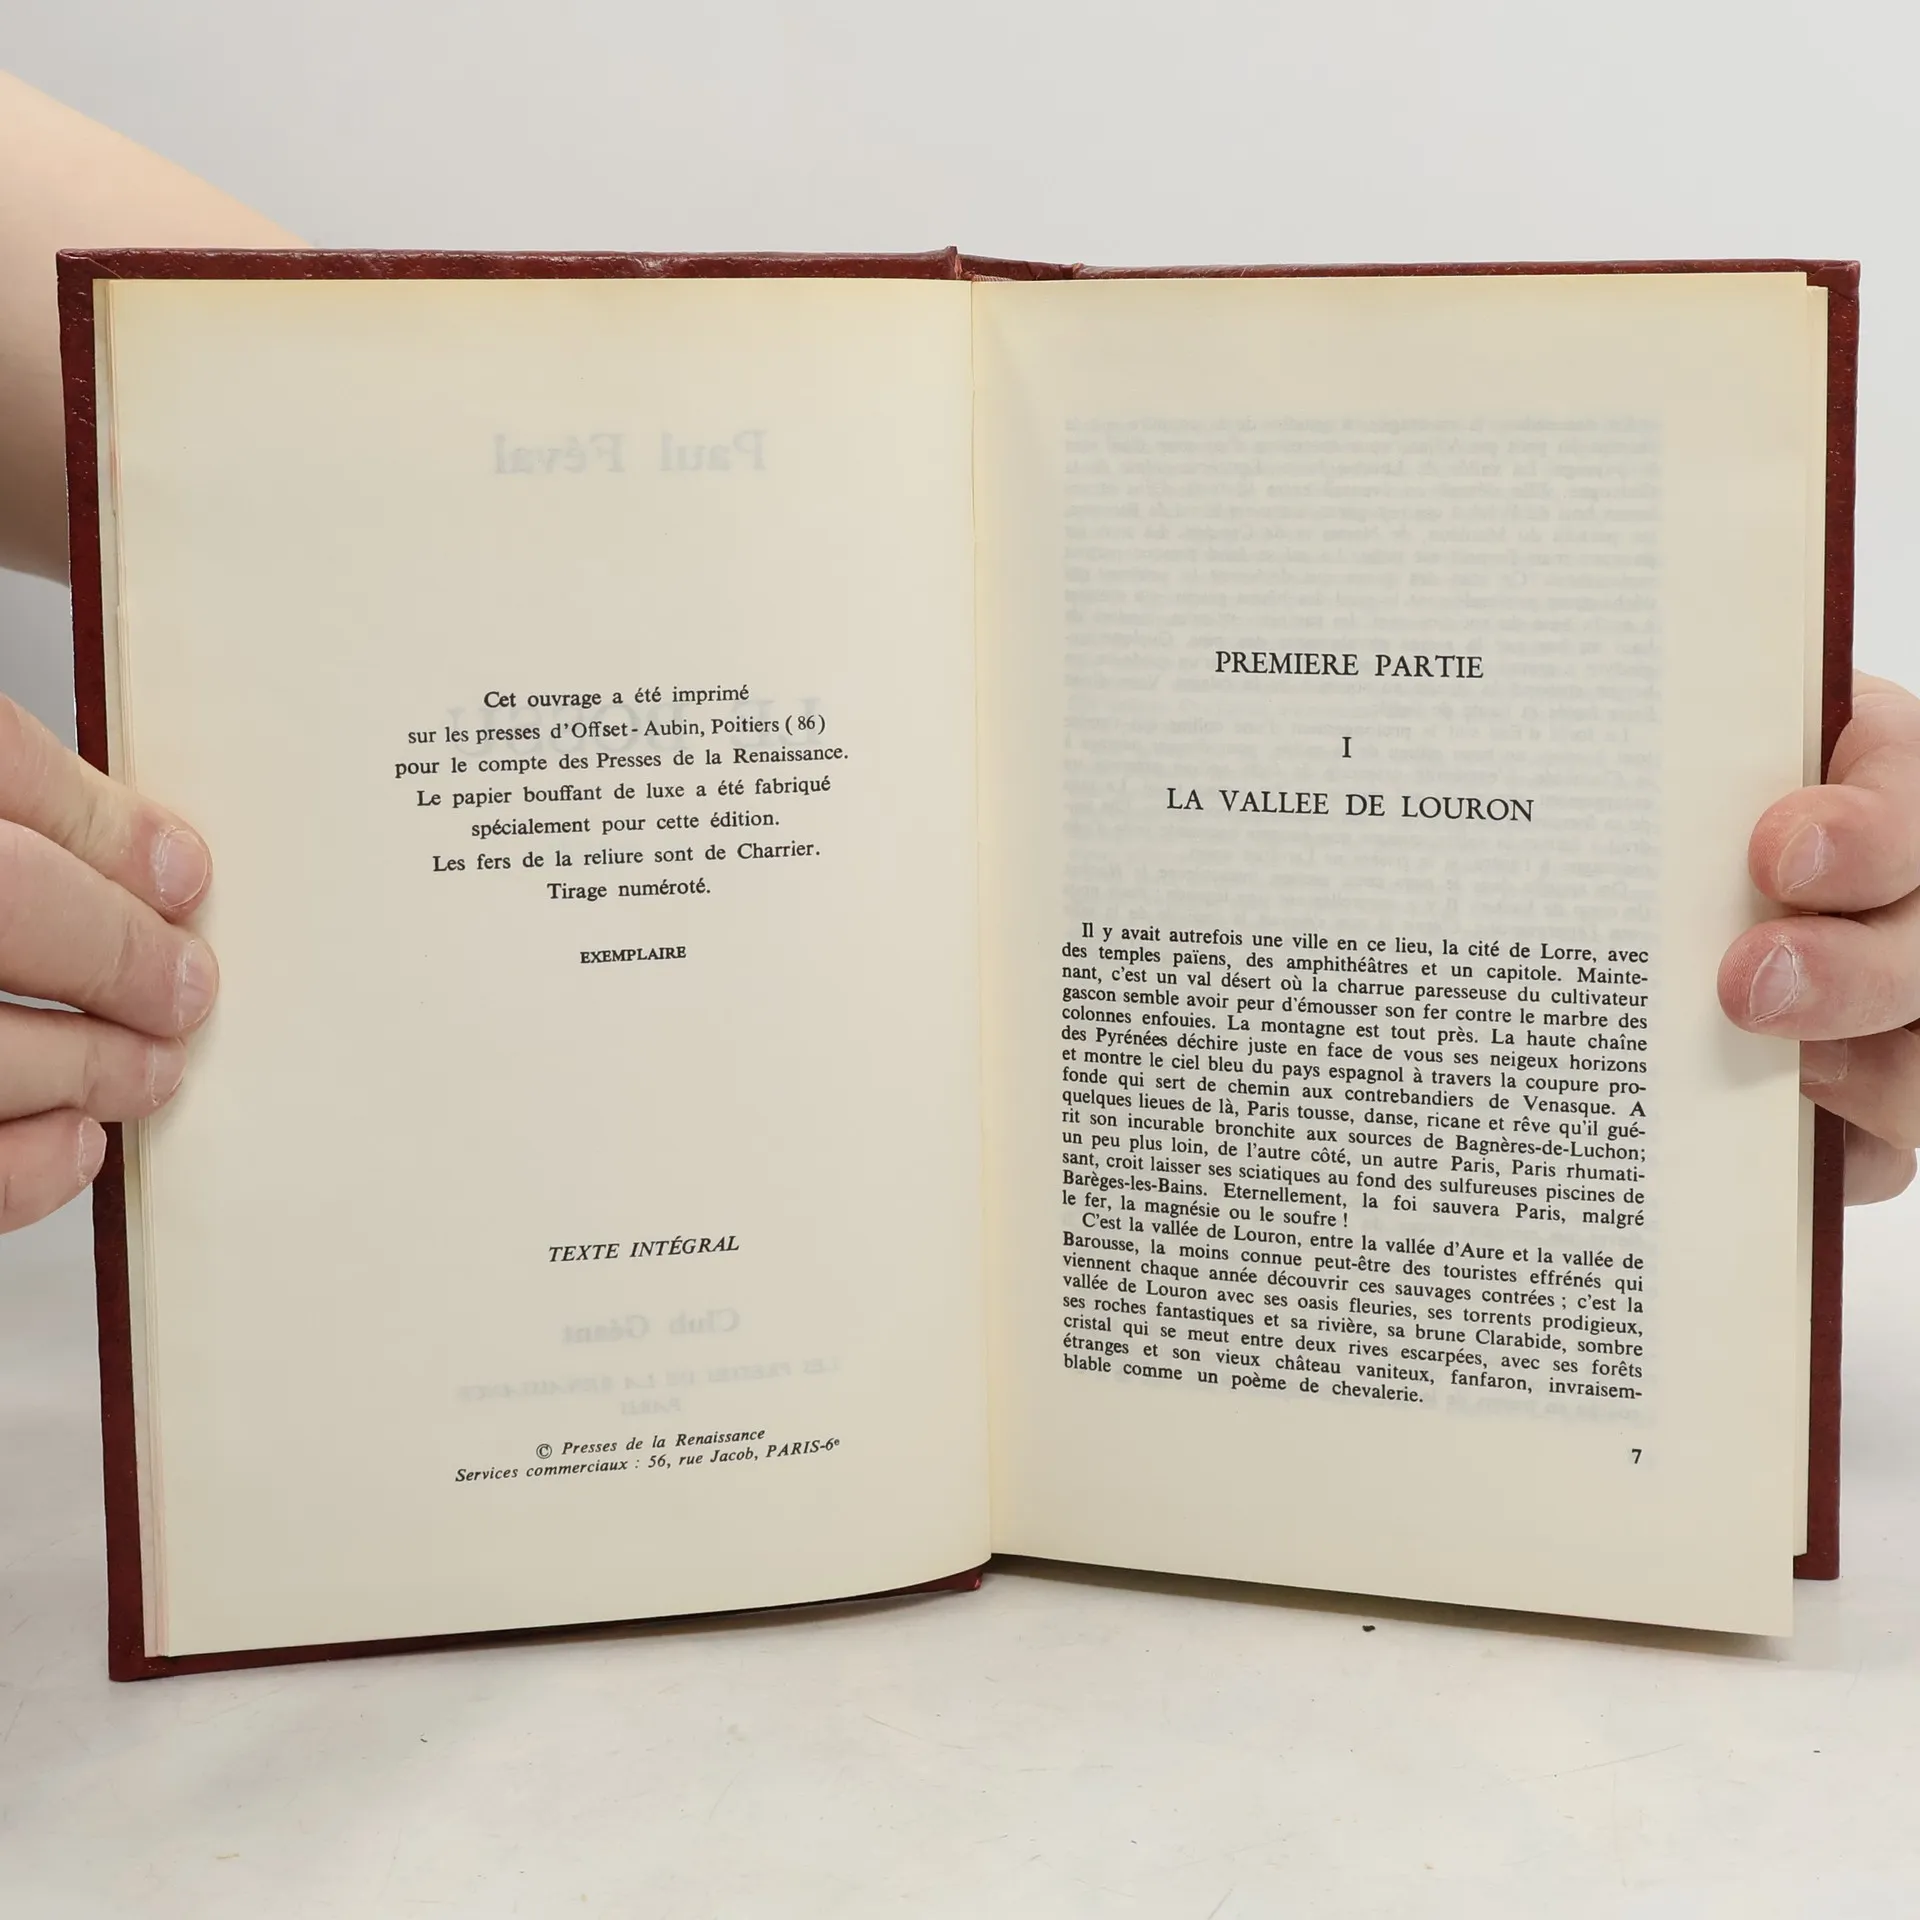 Paul Féval
LE BOSSU
Cet ouvrage a été imprimé
sur les presses d'Offset-Aubin, Poitiers (86)
pour le compte des Presses de la Renaissance.
Le papier bouffant de luxe a été fabriqué
spécialement pour cette édition.
Les fers de la reliure sont de Charrier.
Tirage numéroté.
EXEMPLAIRE
TEXTE INTÉGRAL
Club Géant
LES PRESSES DE LA RENAISSANCE
PARIS
© Presses de la Renaissance
Services commerciaux : 56, rue Jacob, PARIS-6e
PREMIERE PARTIE
I
LA VALLEE DE LOURON
Il y avait autrefois une ville en ce lieu, la cité de Lorre, avec
des temples païens, des amphithéâtres et un capitole. Mainte-
nant, c'est un val désert où la charrue paresseuse du cultivateur
gascon semble avoir peur d'émousser son fer contre le marbre des
colonnes enfouies. La montagne est tout près. La haute chaîne
des Pyrénées déchire juste en face de vous ses neigeux horizons
et montre le ciel bleu du pays espagnol à travers la coupure pro-
fonde qui sert de chemin aux contrebandiers de Venasque. A
quelques lieues de là, Paris tousse, danse, ricane et rêve qu'il gué-
rit son incurable bronchite aux sources de Bagnères-de-Luchon;
un peu plus loin, de l'autre côté, un autre Paris, Paris rhumati-
sant, croit laisser ses sciatiques au fond des sulfureuses piscines de
Barèges-les-Bains. Eternellement, la foi sauvera Paris, malgré
le fer, la magnésie ou le soufre !
C'est la vallée de Louron, entre la vallée d'Aure et la vallée de
Barousse, la moins connue peut-être des touristes effrénés qui
viennent chaque année découvrir ces sauvages contrées ; c'est la
vallée de Louron avec ses oasis fleuries, ses torrents prodigieux,
ses roches fantastiques et sa rivière, sa brune Clarabide, sombre
cristal qui se meut entre deux rives escarpées, avec ses forêts
étranges et son vieux château vaniteux, fanfaron, invraisem-
blable comme un poème de chevalerie.
7